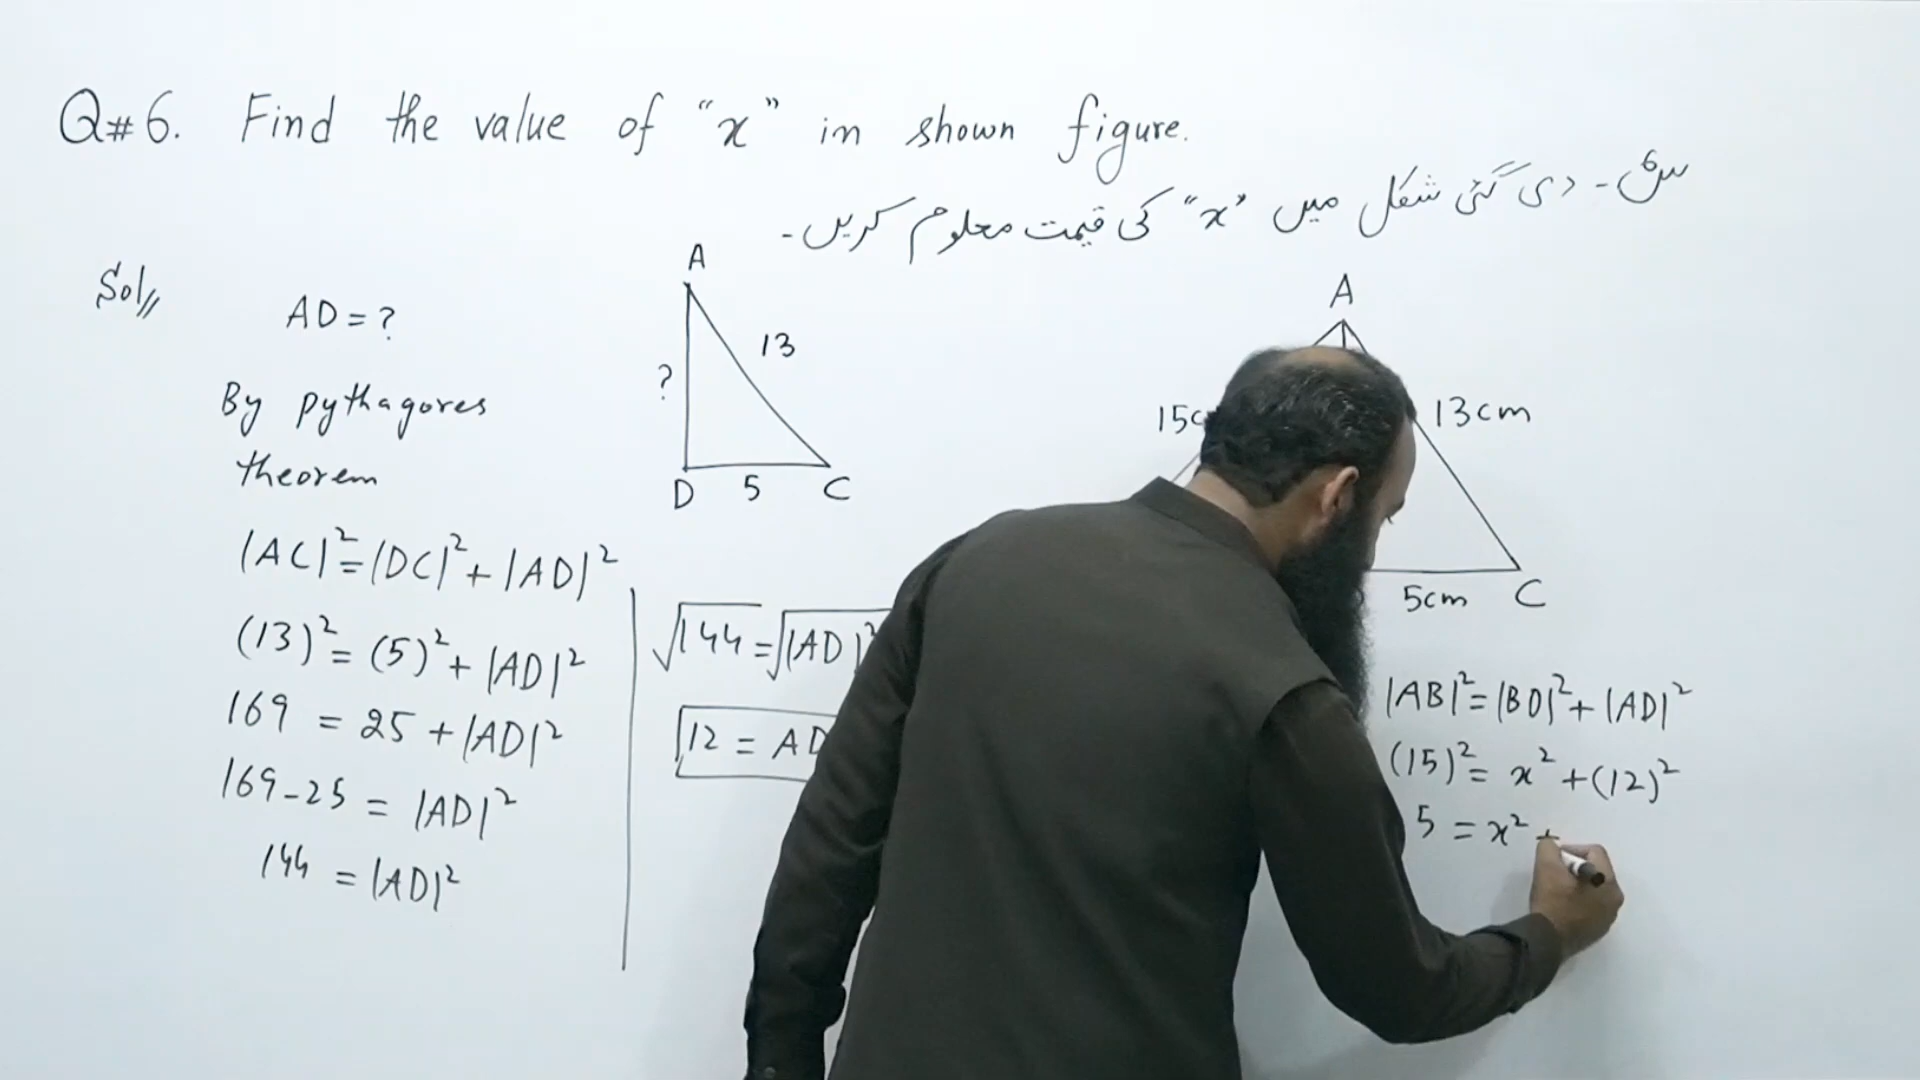 Q#6. Find the value of "x" in shown figure.
س6۔ دی گئی شکل میں "x" کی قیمت معلوم کریں۔
Sol//
AD = ?
By pythagores
theorem
|AC|² = |DC|² + |AD|²
(13)² = (5)² + |AD|²
169 = 25 + |AD|²
169-25 = |AD|²
144 = |AD|²
A
13
?
D 5 C
√144 = √|AD|²
12 = AD
A
13cm
5cm C
|AB|² = |BD|² + |AD|²
(15)² = x² + (12)²
5 = x² +